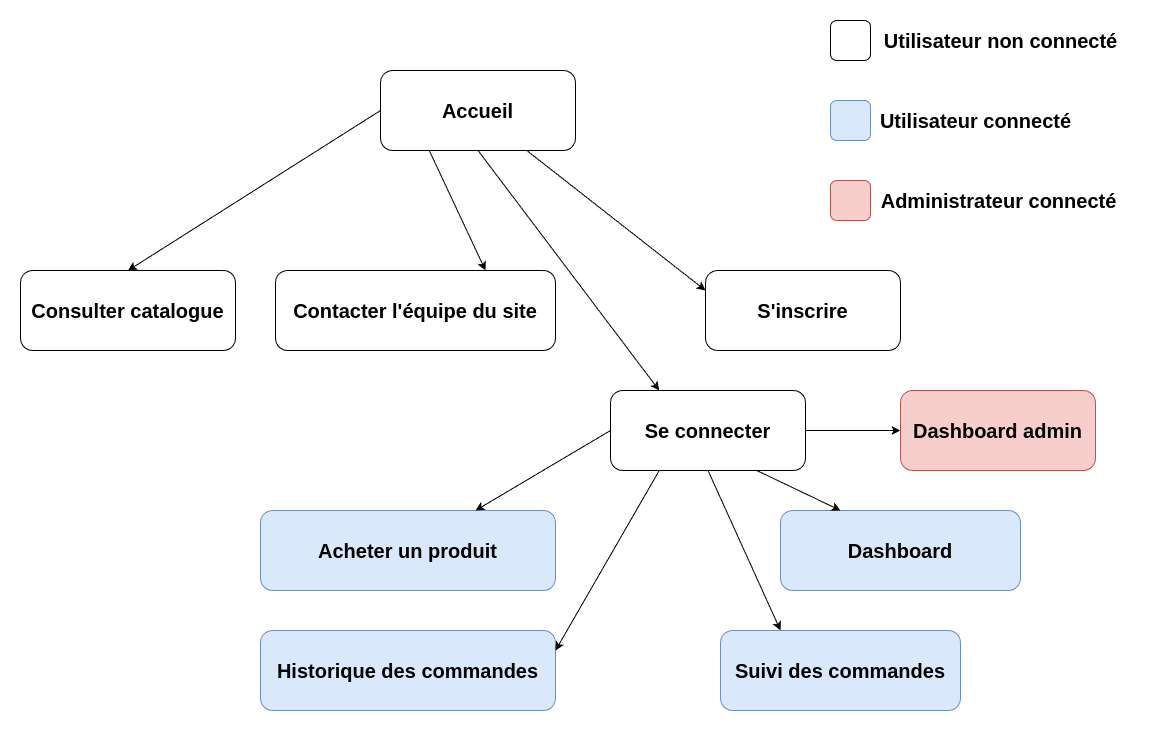 Utilisateur non connecté
Accueil
Utilisateur connecté
Administrateur connecté
Consulter catalogue
Contacter l'équipe du site
S'inscrire
Se connecter
Dashboard admin
Acheter un produit
Dashboard
Historique des commandes
Suivi des commandes